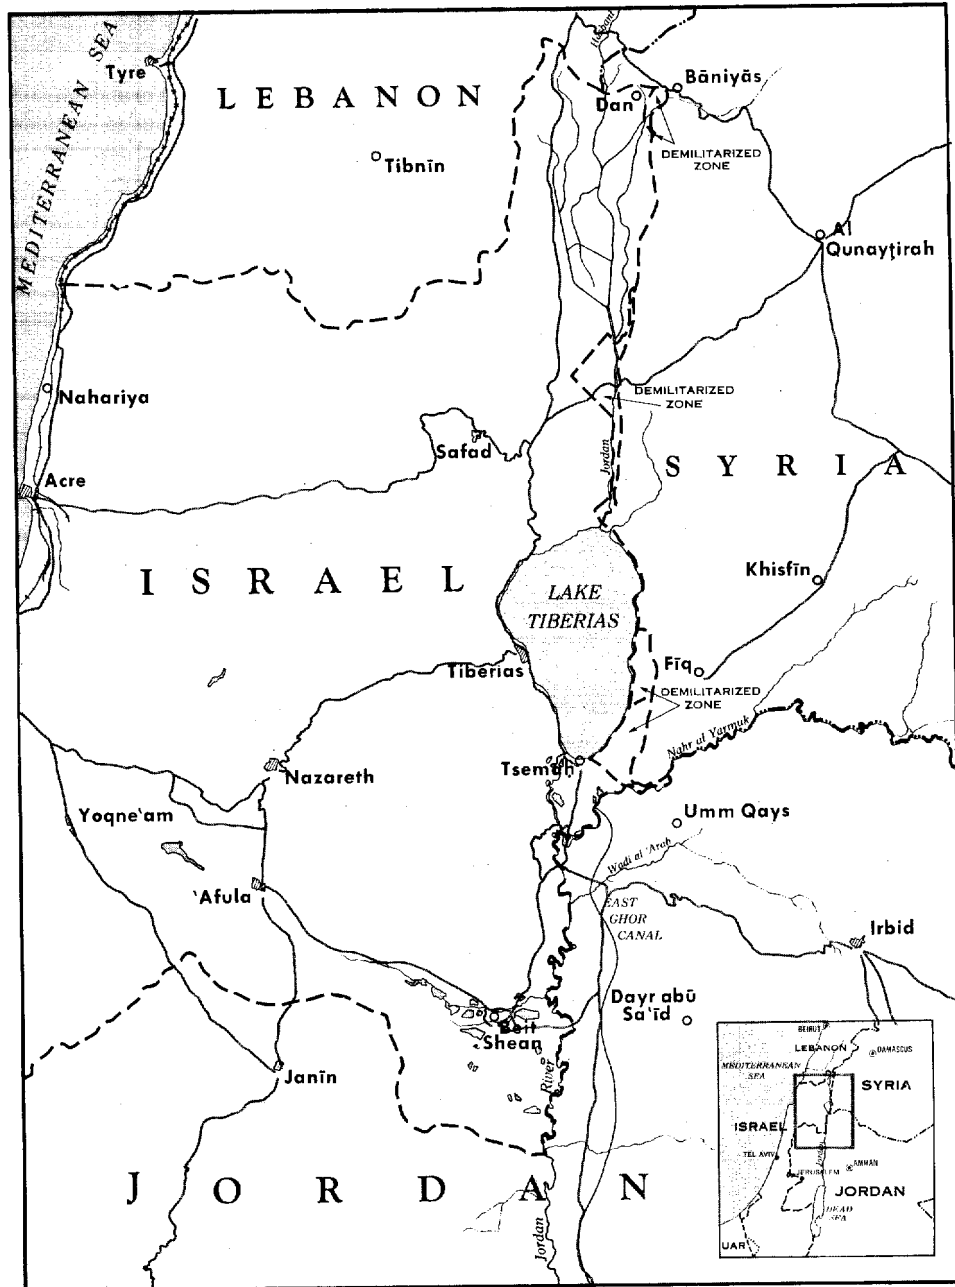 MEDITERRANEAN SEA
Tyre
LEBANON
Hasbani
Bāniyās
Dan
DEMILITARIZED
ZONE
Tibnīn
Al
Qunayṭirah
Nahariya
DEMILITARIZED
ZONE
Safad
Jordan
SYRIA
Acre
ISRAEL
LAKE
TIBERIAS
Khisfīn
Tiberias
Fīq
DEMILITARIZED
ZONE
Nahr al Yarmuk
Tsemah
Nazareth
Yoqne'am
Umm Qays
Wadi al 'Arab
'Afula
EAST
GHOR
CANAL
Irbid
Dayr abū
Sa'īd
Beit
Shean
Janīn
River
JORDAN
Jordan
BEIRUT
LEBANON
DAMASCUS
MEDITERRANEAN
SEA
SYRIA
ISRAEL
TEL AVIV
JERUSALEM
AMMAN
Jordan
JORDAN
DEAD
SEA
UAR